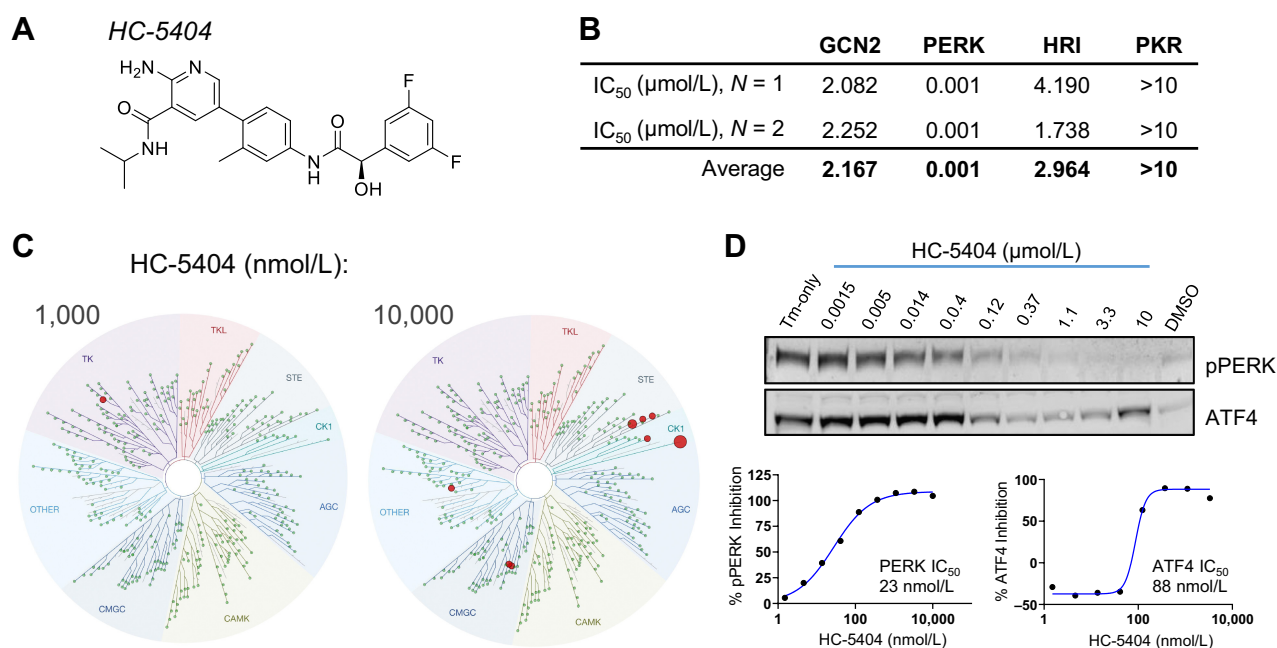 A
HC-5404
H₂N
N
O
NH
N
H
O
OH
F
F
B
GCN2 PERK HRI PKR
IC₅₀ (µmol/L), N = 1 2.082 0.001 4.190 >10
IC₅₀ (µmol/L), N = 2 2.252 0.001 1.738 >10
Average 2.167 0.001 2.964 >10
C
HC-5404 (nmol/L):
1,000
TKL
TK
STE
CK1
AGC
OTHER
CMGC
CAMK
10,000
TKL
TK
STE
CK1
AGC
OTHER
CMGC
CAMK
D
HC-5404 (µmol/L)
Tm-only 0.0015 0.005 0.014 0.0.4 0.12 0.37 1.1 3.3 10 DMSO
pPERK
ATF4
% pPERK Inhibition
125
100
75
50
25
0
1 100 10,000
HC-5404 (nmol/L)
PERK IC₅₀
23 nmol/L
% ATF4 Inhibition
100
50
0
−50
1 100 10,000
HC-5404 (nmol/L)
ATF4 IC₅₀
88 nmol/L